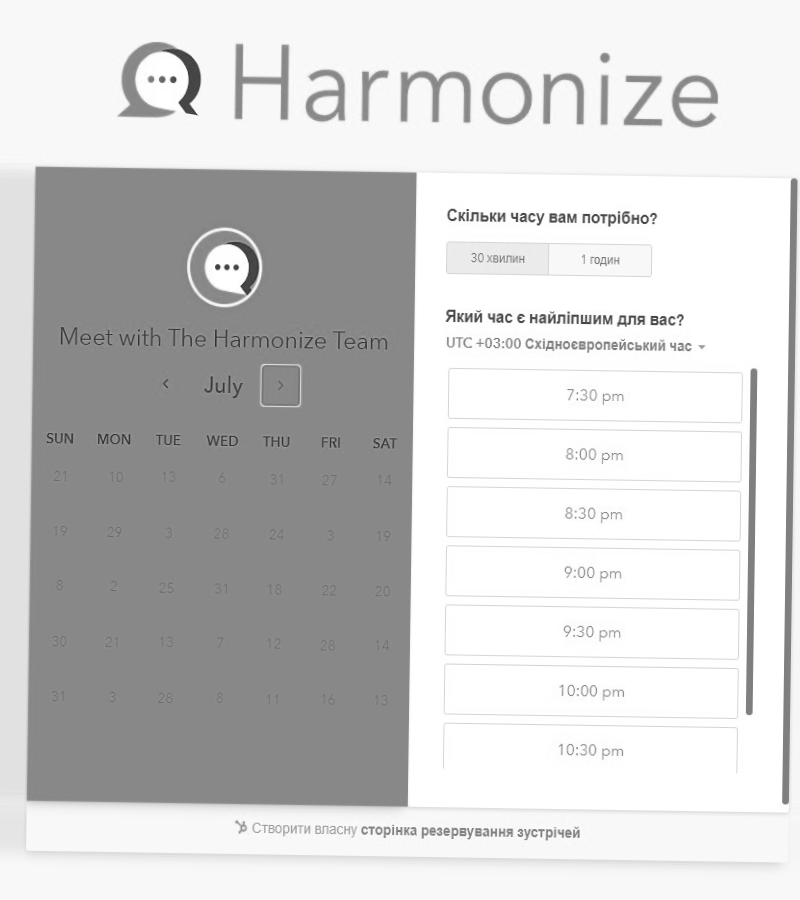 Harmonize
Meet with The Harmonize Team
July
SUN MON TUE WED THU FRI SAT
21 10 13 6 31 27 14
19 29 3 28 24 3 19
8 2 25 31 18 22 20
30 21 13 7 12 28 14
31 3 28 8 11 16 13
Скільки часу вам потрібно?
30 хвилин 1 годин
Який час є найліпшим для вас?
UTC +03:00 Східноєвропейський час
7:30 pm
8:00 pm
8:30 pm
9:00 pm
9:30 pm
10:00 pm
10:30 pm
Створити власну сторінка резервування зустрічей